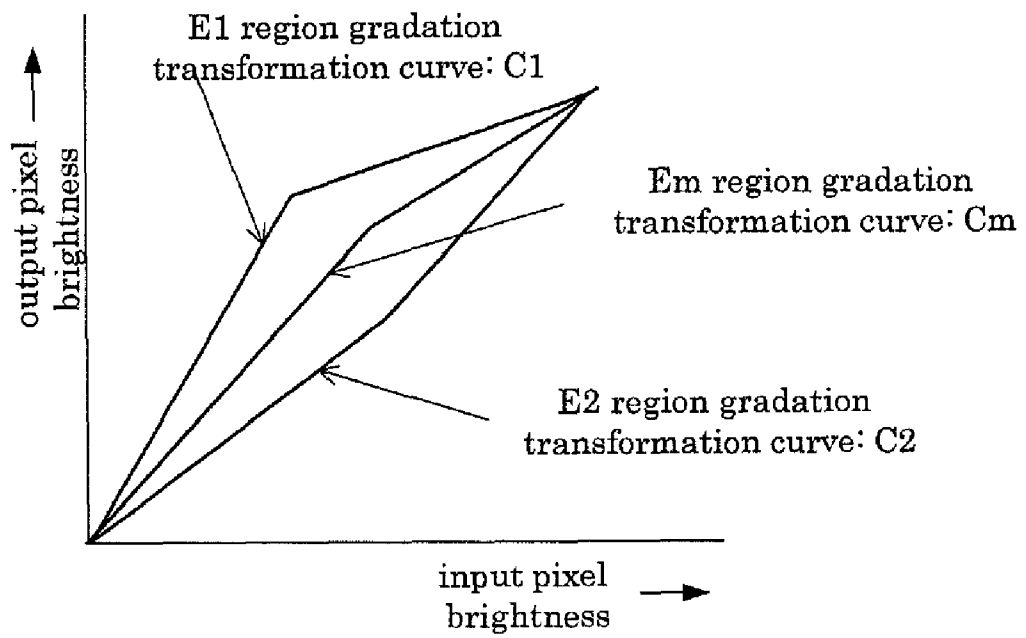 E1 region gradation
transformation curve: C1
output pixel
brightness
Em region gradation
transformation curve: Cm
E2 region gradation
transformation curve: C2
input pixel
brightness